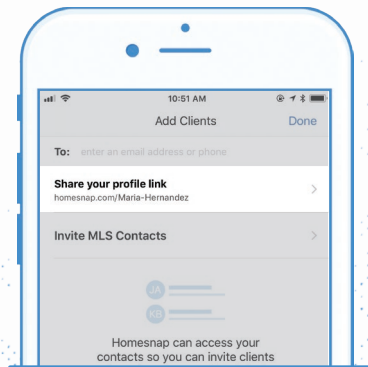 10:51 AM
Add Clients Done
To: enter an email address or phone
Share your profile link
homesnap.com/Maria-Hernandez
Invite MLS Contacts
JA
KB
Homesnap can access your
contacts so you can invite clients